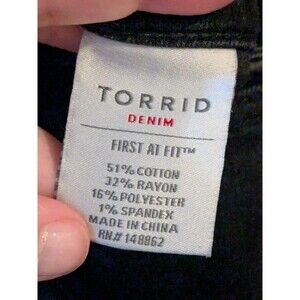 TORRID
DENIM
FIRST AT FIT™
51% COTTON
32% RAYON
16% POLYESTER
1% SPANDEX
MADE IN CHINA
RN# 148862